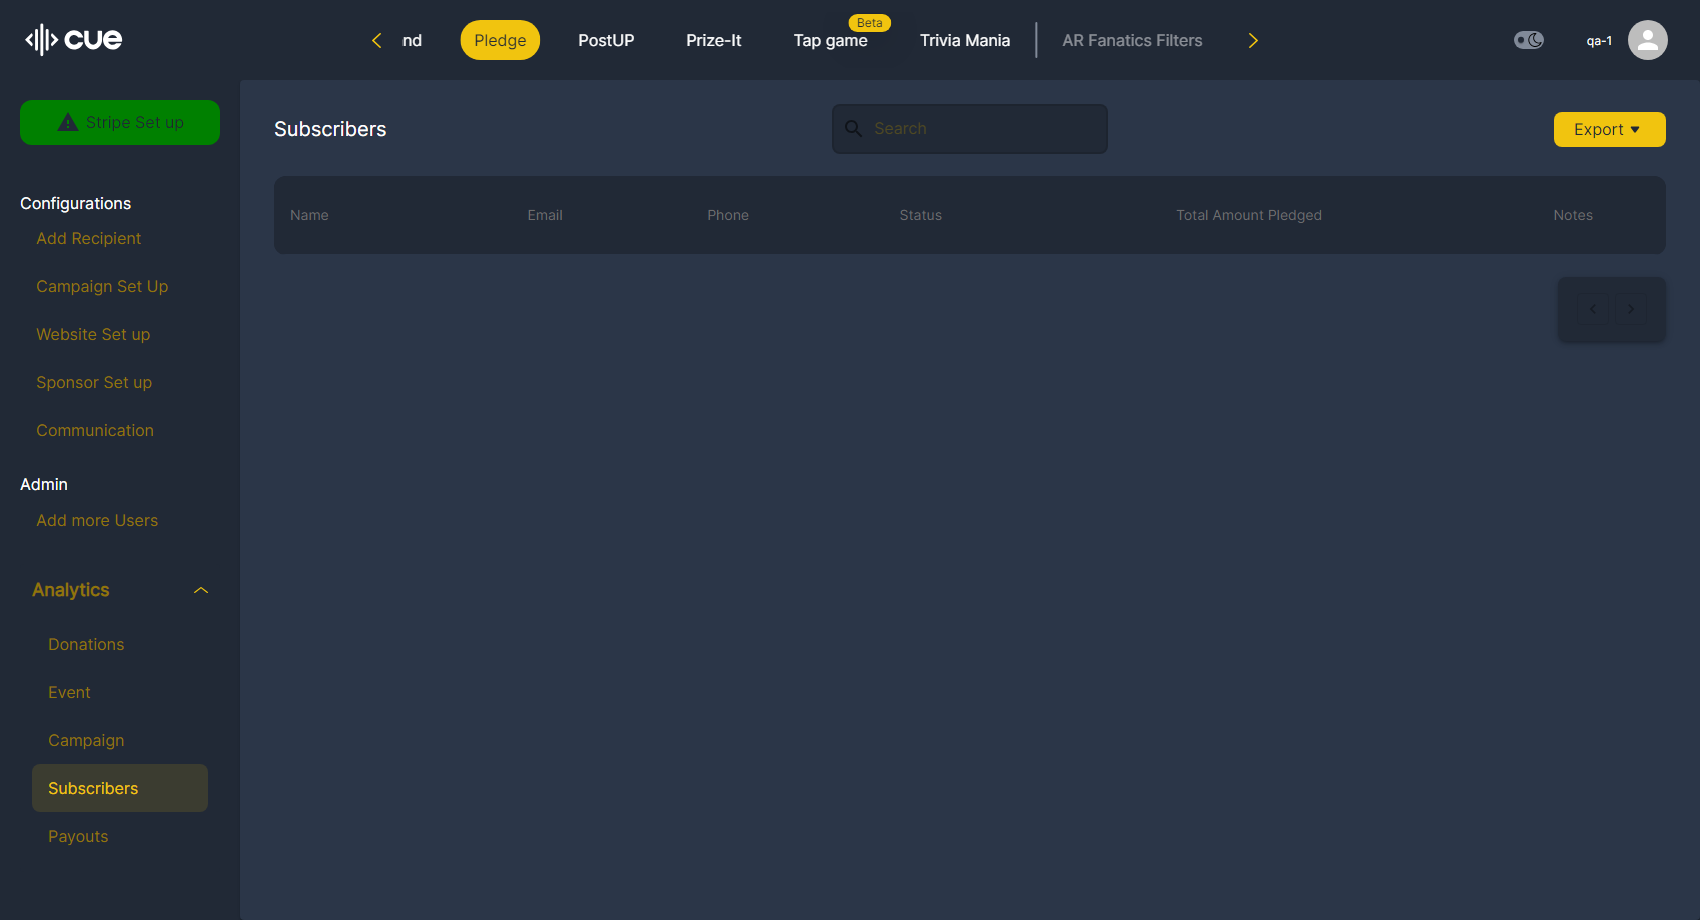 cue
nd
Pledge
PostUP
Prize-It
Tap game
Beta
Trivia Mania
AR Fanatics Filters
qa-1
Stripe Set up
Configurations
Add Recipient
Campaign Set Up
Website Set up
Sponsor Set up
Communication
Admin
Add more Users
Analytics
Donations
Event
Campaign
Subscribers
Payouts
Subscribers
Search
Export
Name Email Phone Status Total Amount Pledged Notes